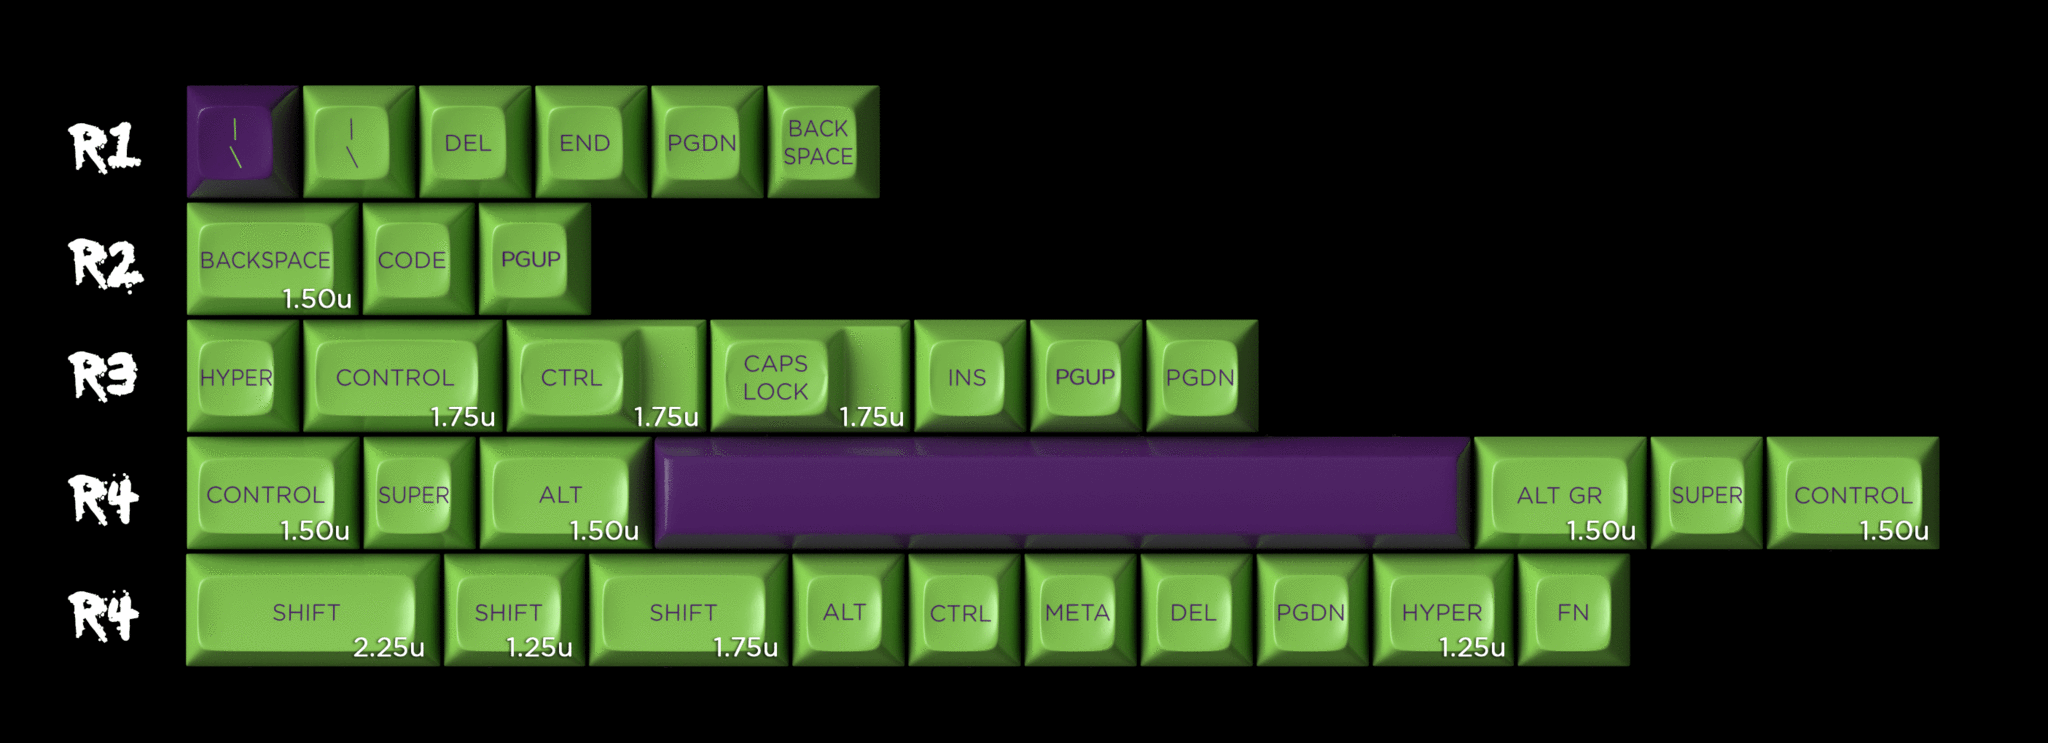 R1 | \ | \ DEL END PGDN BACK SPACE
R2 BACKSPACE 1.50u CODE PGUP
R3 HYPER CONTROL 1.75u CTRL 1.75u CAPS LOCK 1.75u INS PGUP PGDN
R4 CONTROL 1.50u SUPER ALT 1.50u ALT GR 1.50u SUPER CONTROL 1.50u
R4 SHIFT 2.25u SHIFT 1.25u SHIFT 1.75u ALT CTRL META DEL PGDN HYPER 1.25u FN